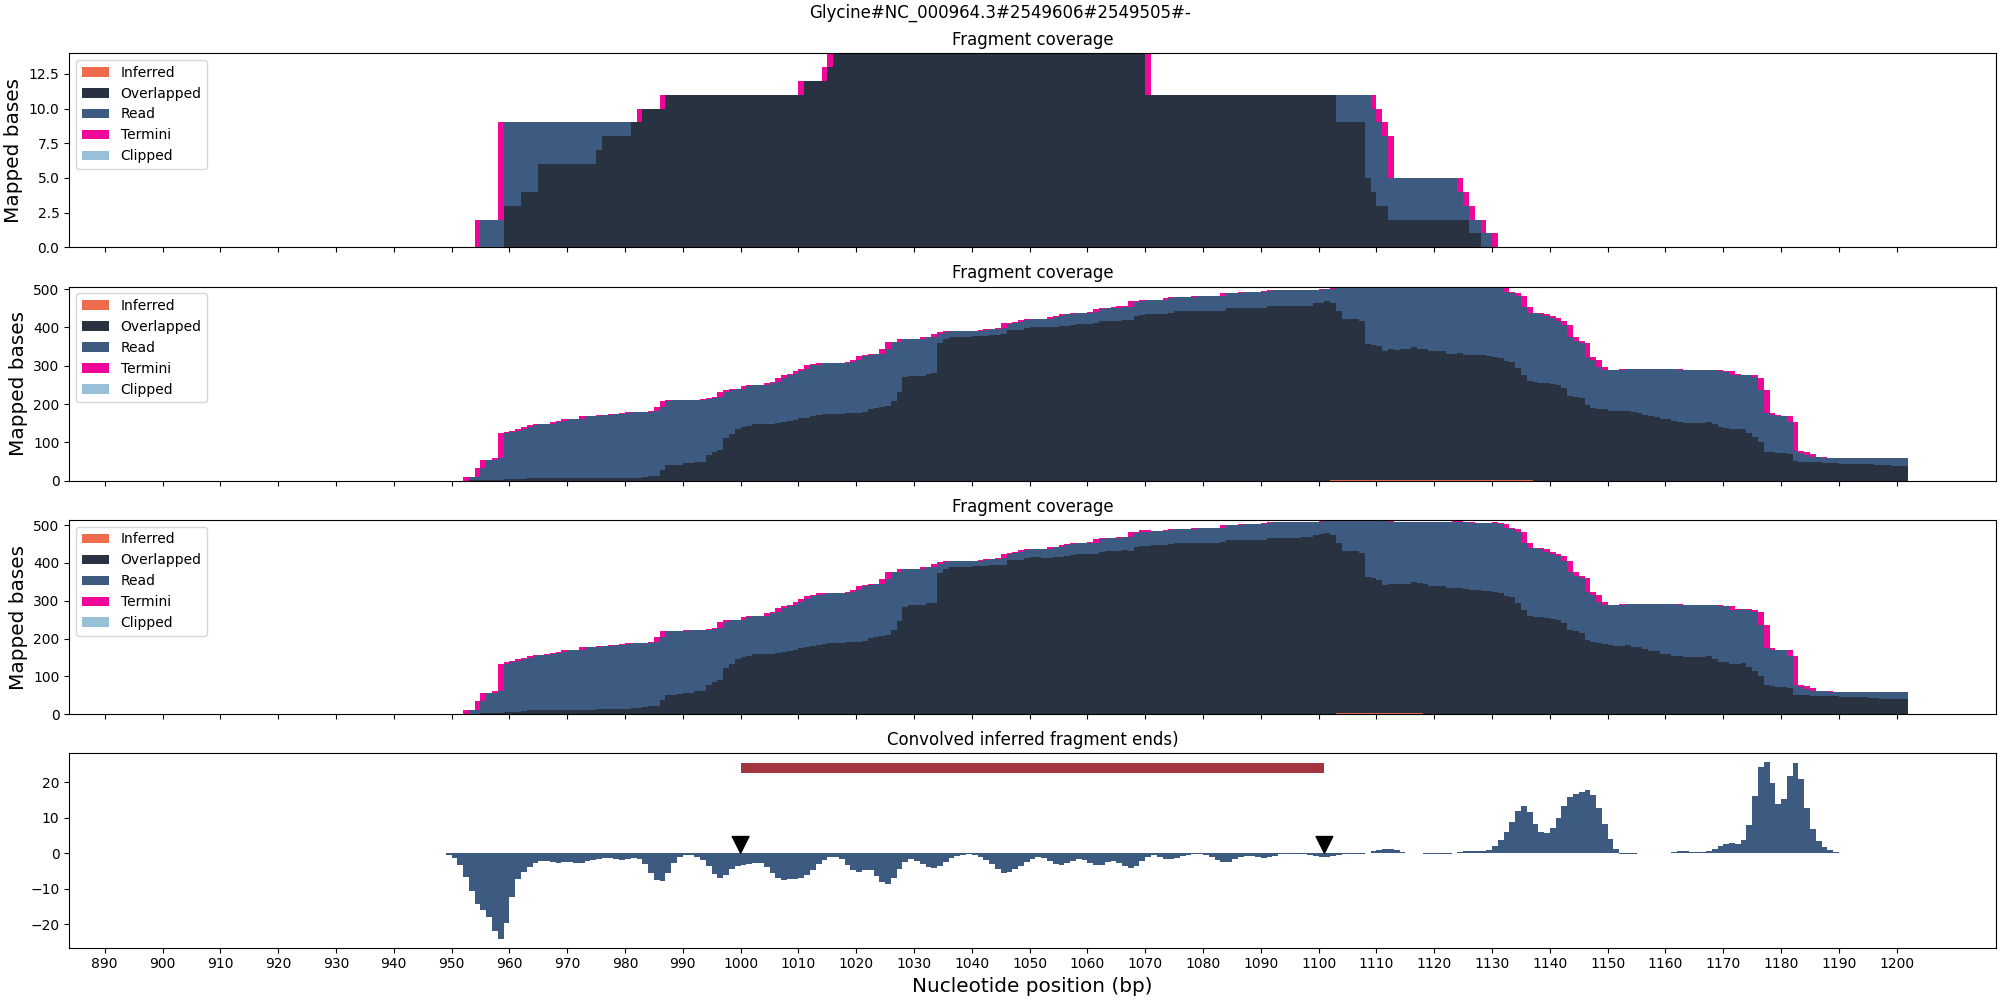 Glycine#NC_000964.3#2549606#2549505#-
Fragment coverage
Mapped bases
12.5
10.0
7.5
5.0
2.5
0.0
Inferred
Overlapped
Read
Termini
Clipped
Fragment coverage
Mapped bases
500
400
300
200
100
0
Inferred
Overlapped
Read
Termini
Clipped
Fragment coverage
Mapped bases
500
400
300
200
100
0
Inferred
Overlapped
Read
Termini
Clipped
Convolved inferred fragment ends)
20
10
0
−10
−20
890 900 910 920 930 940 950 960 970 980 990 1000 1010 1020 1030 1040 1050 1060 1070 1080 1090 1100 1110 1120 1130 1140 1150 1160 1170 1180 1190 1200
Nucleotide position (bp)